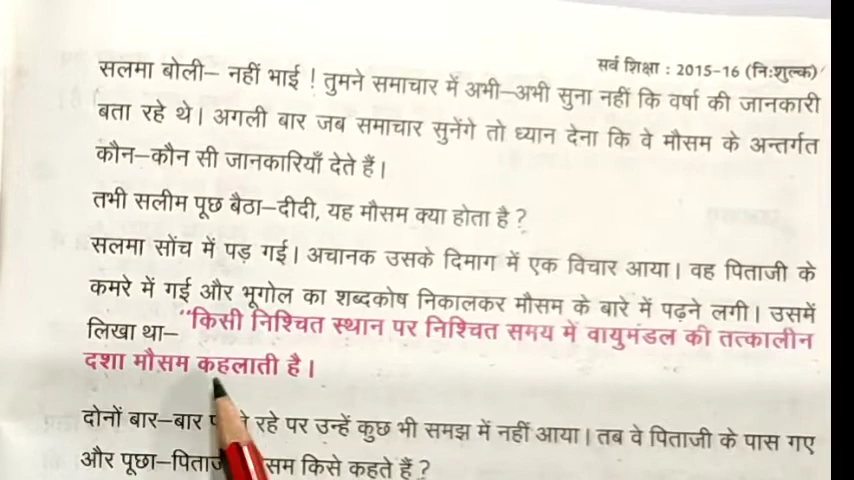 सर्व शिक्षा : 2015-16 (नि:शुल्क)
सलमा बोली– नहीं भाई ! तुमने समाचार में अभी–अभी सुना नहीं कि वर्षा की जानकारी
बता रहे थे। अगली बार जब समाचार सुनेंगे तो ध्यान देना कि वे मौसम के अन्तर्गत
कौन–कौन सी जानकारियाँ देते हैं।
तभी सलीम पूछ बैठा–दीदी, यह मौसम क्या होता है ?
सलमा सोंच में पड़ गई। अचानक उसके दिमाग में एक विचार आया। वह पिताजी के
कमरे में गई और भूगोल का शब्दकोष निकालकर मौसम के बारे में पढ़ने लगी। उसमें
लिखा था– "किसी निश्चित स्थान पर निश्चित समय में वायुमंडल की तत्कालीन
दशा मौसम कहलाती है।
दोनों बार–बार रहे पर उन्हें कुछ भी समझ में नहीं आया। तब वे पिताजी के पास गए
और पूछा– किसे कहते हैं ?